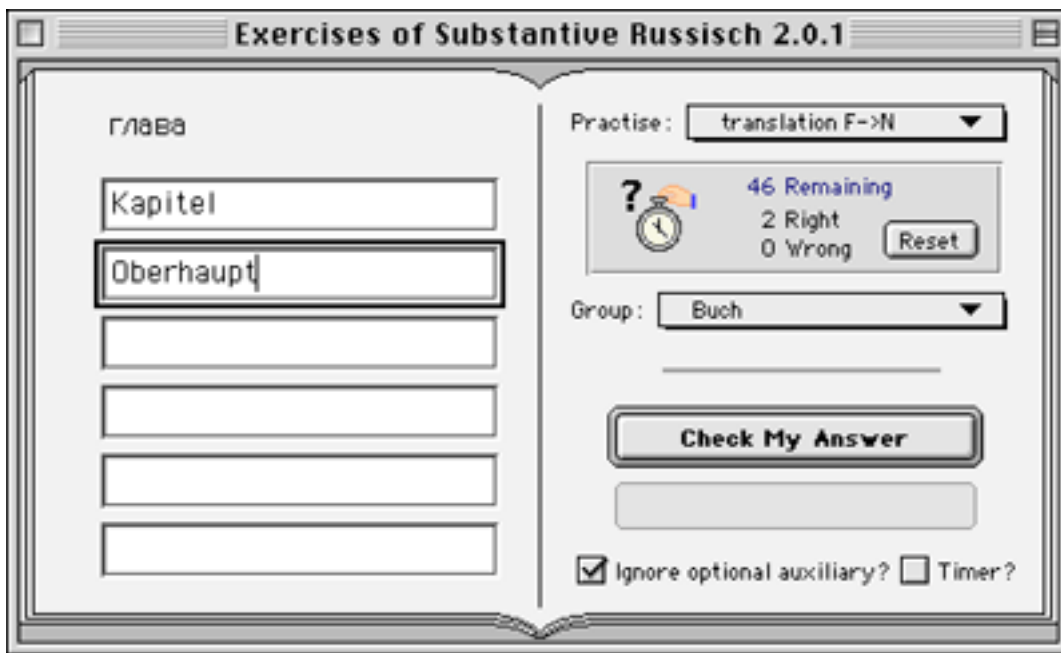 Exercises of Substantive Russisch 2.0.1
глава
Kapitel
Oberhaupt
Practise: translation F->N
?
46 Remaining
2 Right
0 Wrong
Reset
Group: Buch
Check My Answer
Ignore optional auxiliary? Timer?